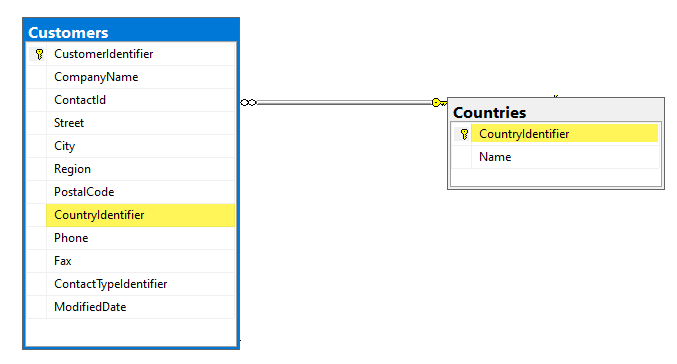 Customers
CustomerIdentifier
CompanyName
ContactId
Street
City
Region
PostalCode
CountryIdentifier
Phone
Fax
ContactTypeIdentifier
ModifiedDate
Countries
CountryIdentifier
Name